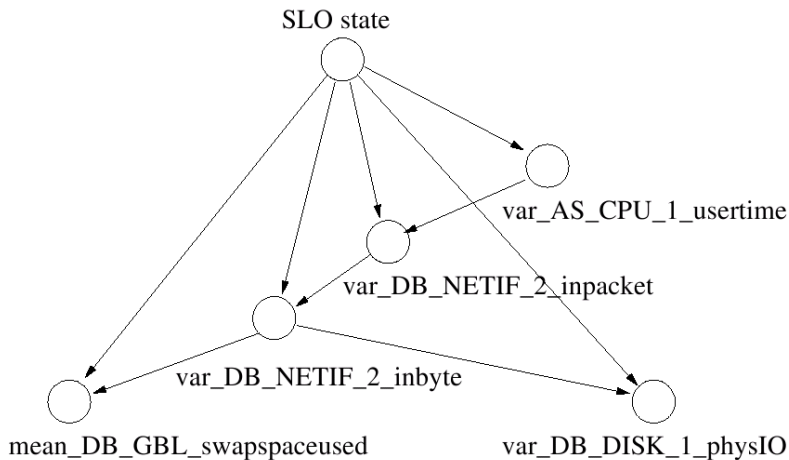 SLO state
var_AS_CPU_1_usertime
var_DB_NETIF_2_inpacket
var_DB_NETIF_2_inbyte
mean_DB_GBL_swapspaceused
var_DB_DISK_1_physIO